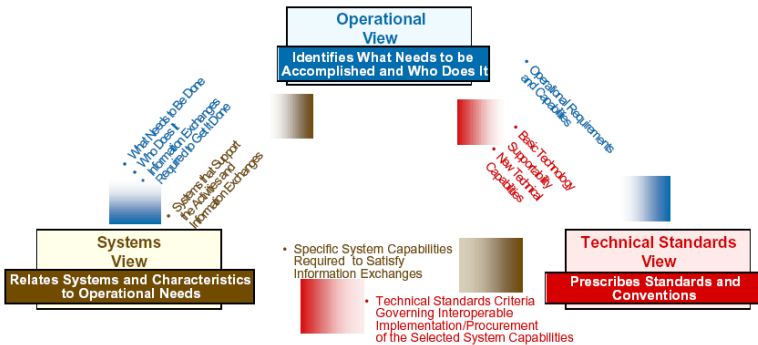 Operational
View
Identifies What Needs to be
Accomplished and Who Does It
• What Needs to Be Done
• Who Does It
• Information Exchanges
Required to Get It Done
• Systems that Support
the Activities and
Information Exchanges
• Operational Requirements
and Capabilities
• Basic Technology
Supportability
• New Technical
Capabilities
Systems
View
Relates Systems and Characteristics
to Operational Needs
• Specific System Capabilities
Required to Satisfy
Information Exchanges
• Technical Standards Criteria
Governing Interoperable
Implementation/Procurement
of the Selected System Capabilities
Technical Standards
View
Prescribes Standards and
Conventions